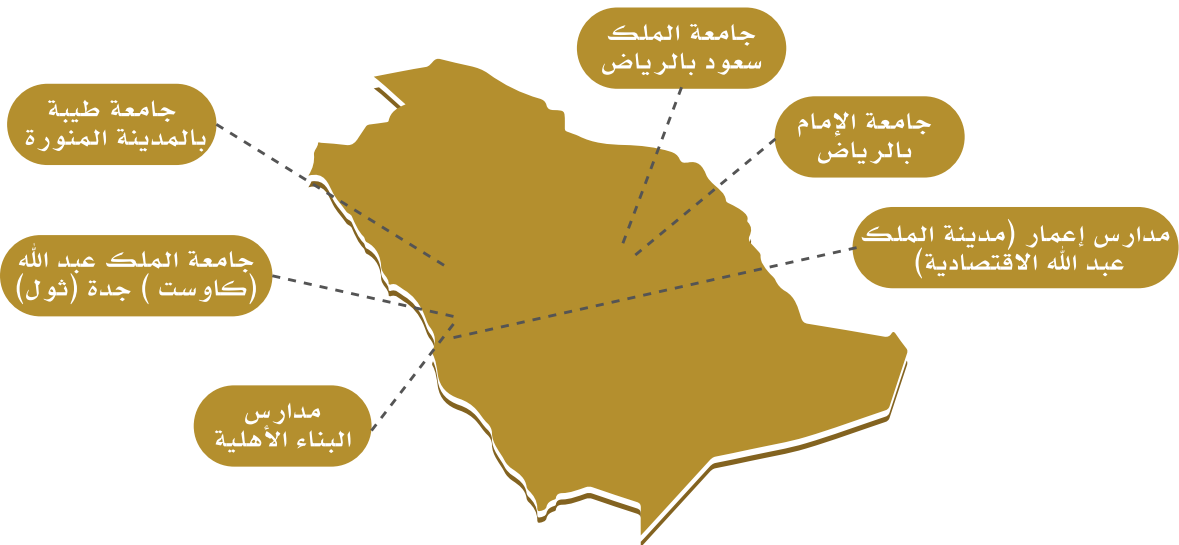 جامعة الملك
سعود بالرياض
جامعة طيبة
بالمدينة المنورة
جامعة الإمام
بالرياض
مدارس إعمار (مدينة الملك
عبد الله الاقتصادية)
جامعة الملك عبد الله
(كاوست ) جدة (ثول)
مدارس
البناء الأهلية